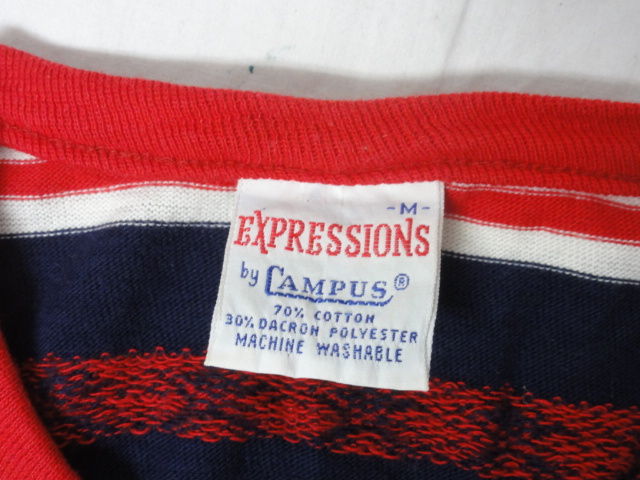 -M-
EXPRESSIONS
by CAMPUS®
70% COTTON
30% DACRON POLYESTER
MACHINE WASHABLE